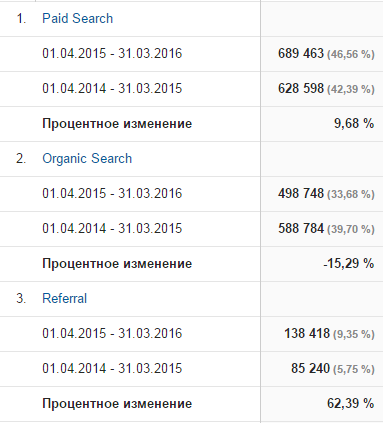 1. Paid Search
01.04.2015 - 31.03.2016 689 463 (46,56 %)
01.04.2014 - 31.03.2015 628 598 (42,39 %)
Процентное изменение 9,68 %
2. Organic Search
01.04.2015 - 31.03.2016 498 748 (33,68 %)
01.04.2014 - 31.03.2015 588 784 (39,70 %)
Процентное изменение -15,29 %
3. Referral
01.04.2015 - 31.03.2016 138 418 (9,35 %)
01.04.2014 - 31.03.2015 85 240 (5,75 %)
Процентное изменение 62,39 %